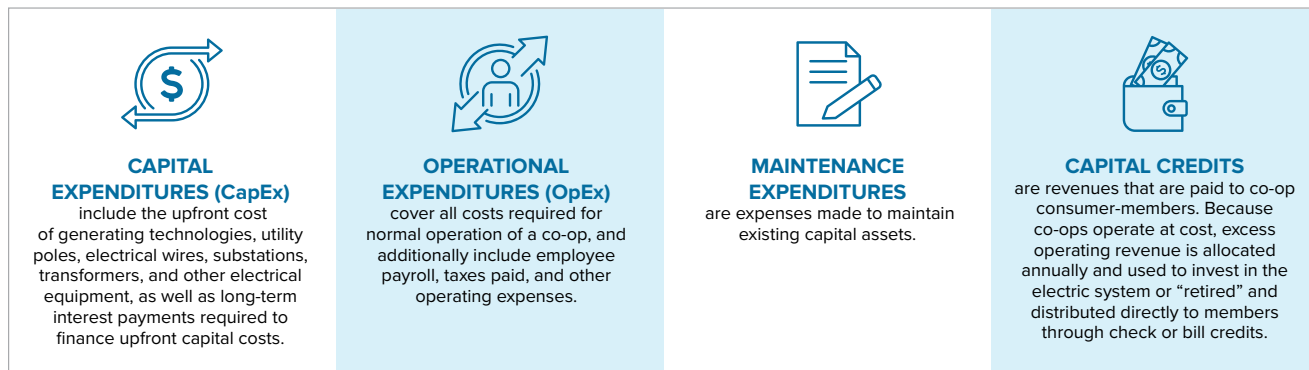 $
CAPITAL
EXPENDITURES (CapEx)
include the upfront cost
of generating technologies, utility
poles, electrical wires, substations,
transformers, and other electrical
equipment, as well as long-term
interest payments required to
finance upfront capital costs.
OPERATIONAL
EXPENDITURES (OpEx)
cover all costs required for
normal operation of a co-op, and
additionally include employee
payroll, taxes paid, and other
operating expenses.
MAINTENANCE
EXPENDITURES
are expenses made to maintain
existing capital assets.
$
CAPITAL CREDITS
are revenues that are paid to co-op
consumer-members. Because
co-ops operate at cost, excess
operating revenue is allocated
annually and used to invest in the
electric system or “retired” and
distributed directly to members
through check or bill credits.